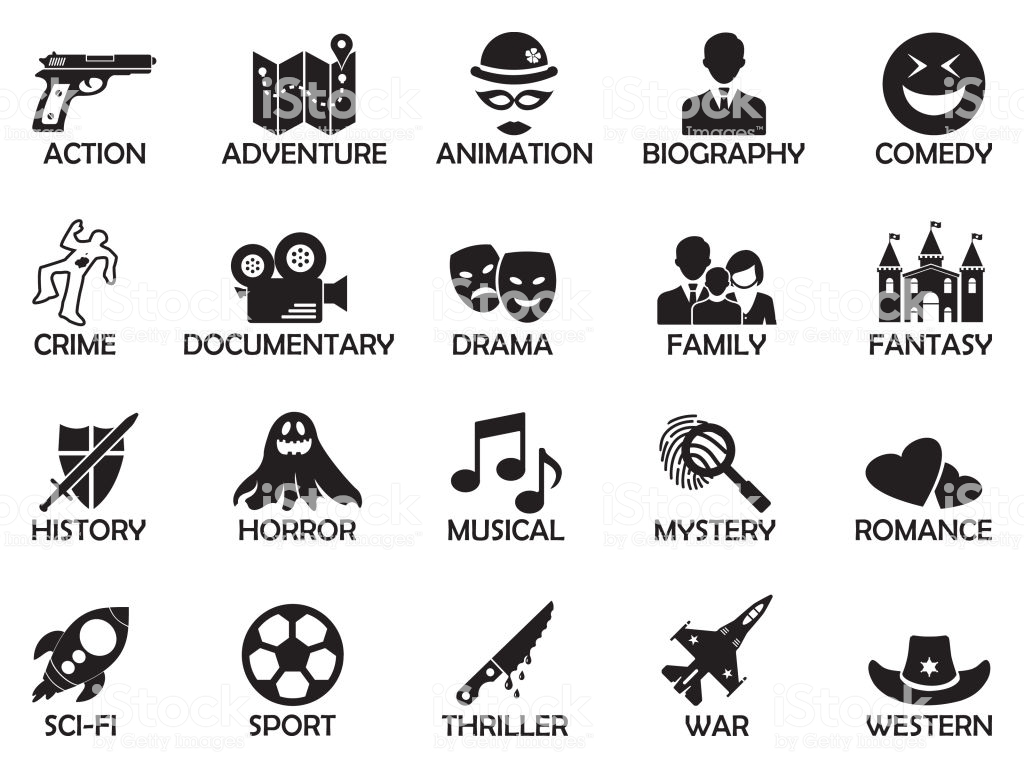 ACTION
ADVENTURE
ANIMATION
BIOGRAPHY
COMEDY
CRIME
DOCUMENTARY
DRAMA
FAMILY
FANTASY
HISTORY
HORROR
MUSICAL
MYSTERY
ROMANCE
SCI-FI
SPORT
THRILLER
WAR
WESTERN
iStock
by Getty Images™